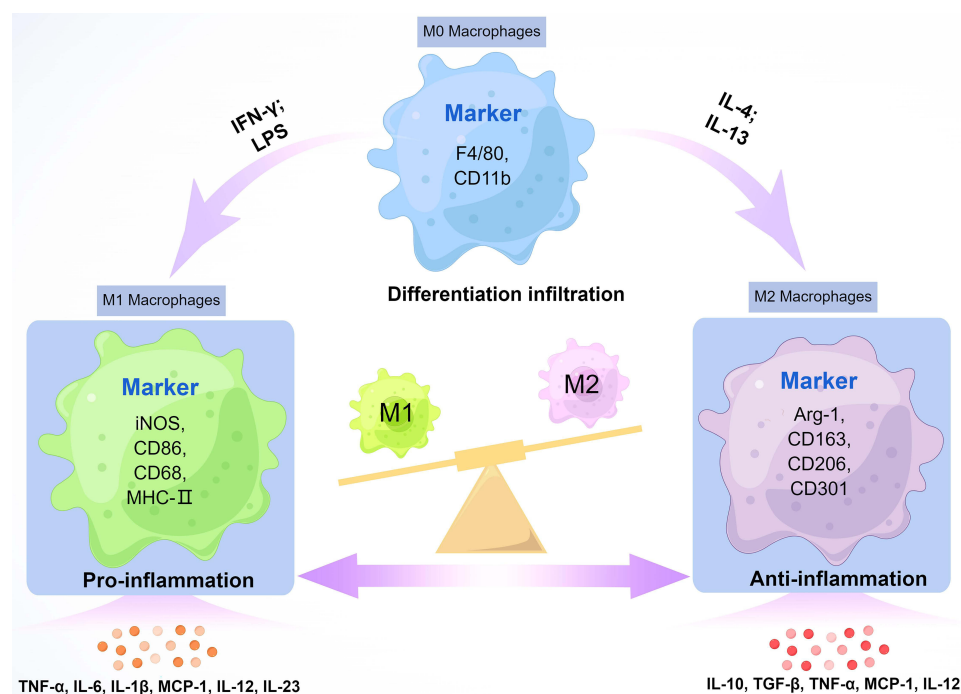 M0 Macrophages
IFN-γ;
LPS
IL-4;
IL-13
Marker
F4/80,
CD11b
Differentiation infiltration
M1 Macrophages
M2 Macrophages
Marker
iNOS,
CD86,
CD68,
MHC-Ⅱ
Pro-inflammation
M1
M2
Marker
Arg-1,
CD163,
CD206,
CD301
Anti-inflammation
TNF-α, IL-6, IL-1β, MCP-1, IL-12, IL-23
IL-10, TGF-β, TNF-α, MCP-1, IL-12